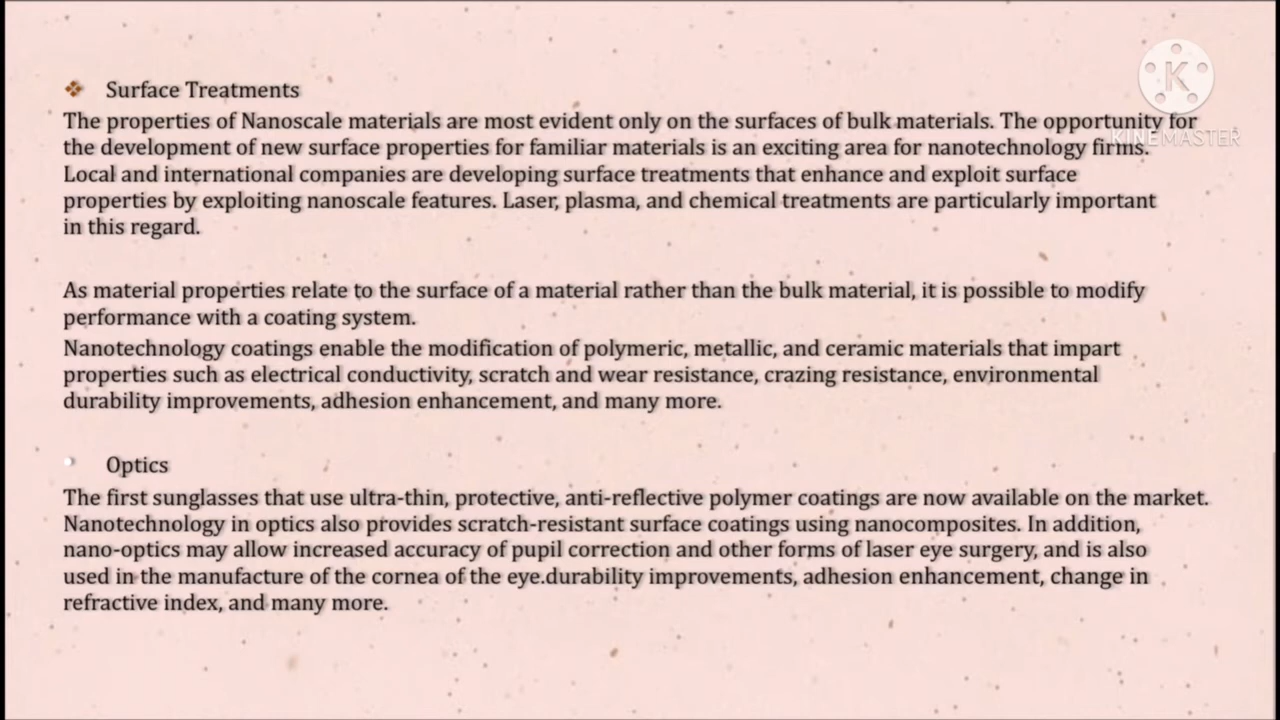 Surface Treatments
The properties of Nanoscale materials are most evident only on the surfaces of bulk materials. The opportunity for
the development of new surface properties for familiar materials is an exciting area for nanotechnology firms.
Local and international companies are developing surface treatments that enhance and exploit surface
properties by exploiting nanoscale features. Laser, plasma, and chemical treatments are particularly important
in this regard.
As material properties relate to the surface of a material rather than the bulk material, it is possible to modify
performance with a coating system.
Nanotechnology coatings enable the modification of polymeric, metallic, and ceramic materials that impart
properties such as electrical conductivity, scratch and wear resistance, crazing resistance, environmental
durability improvements, adhesion enhancement, and many more.
Optics
The first sunglasses that use ultra-thin, protective, anti-reflective polymer coatings are now available on the market.
Nanotechnology in optics also provides scratch-resistant surface coatings using nanocomposites. In addition,
nano-optics may allow increased accuracy of pupil correction and other forms of laser eye surgery, and is also
used in the manufacture of the cornea of the eye.durability improvements, adhesion enhancement, change in
refractive index, and many more.
K
KINEMASTER